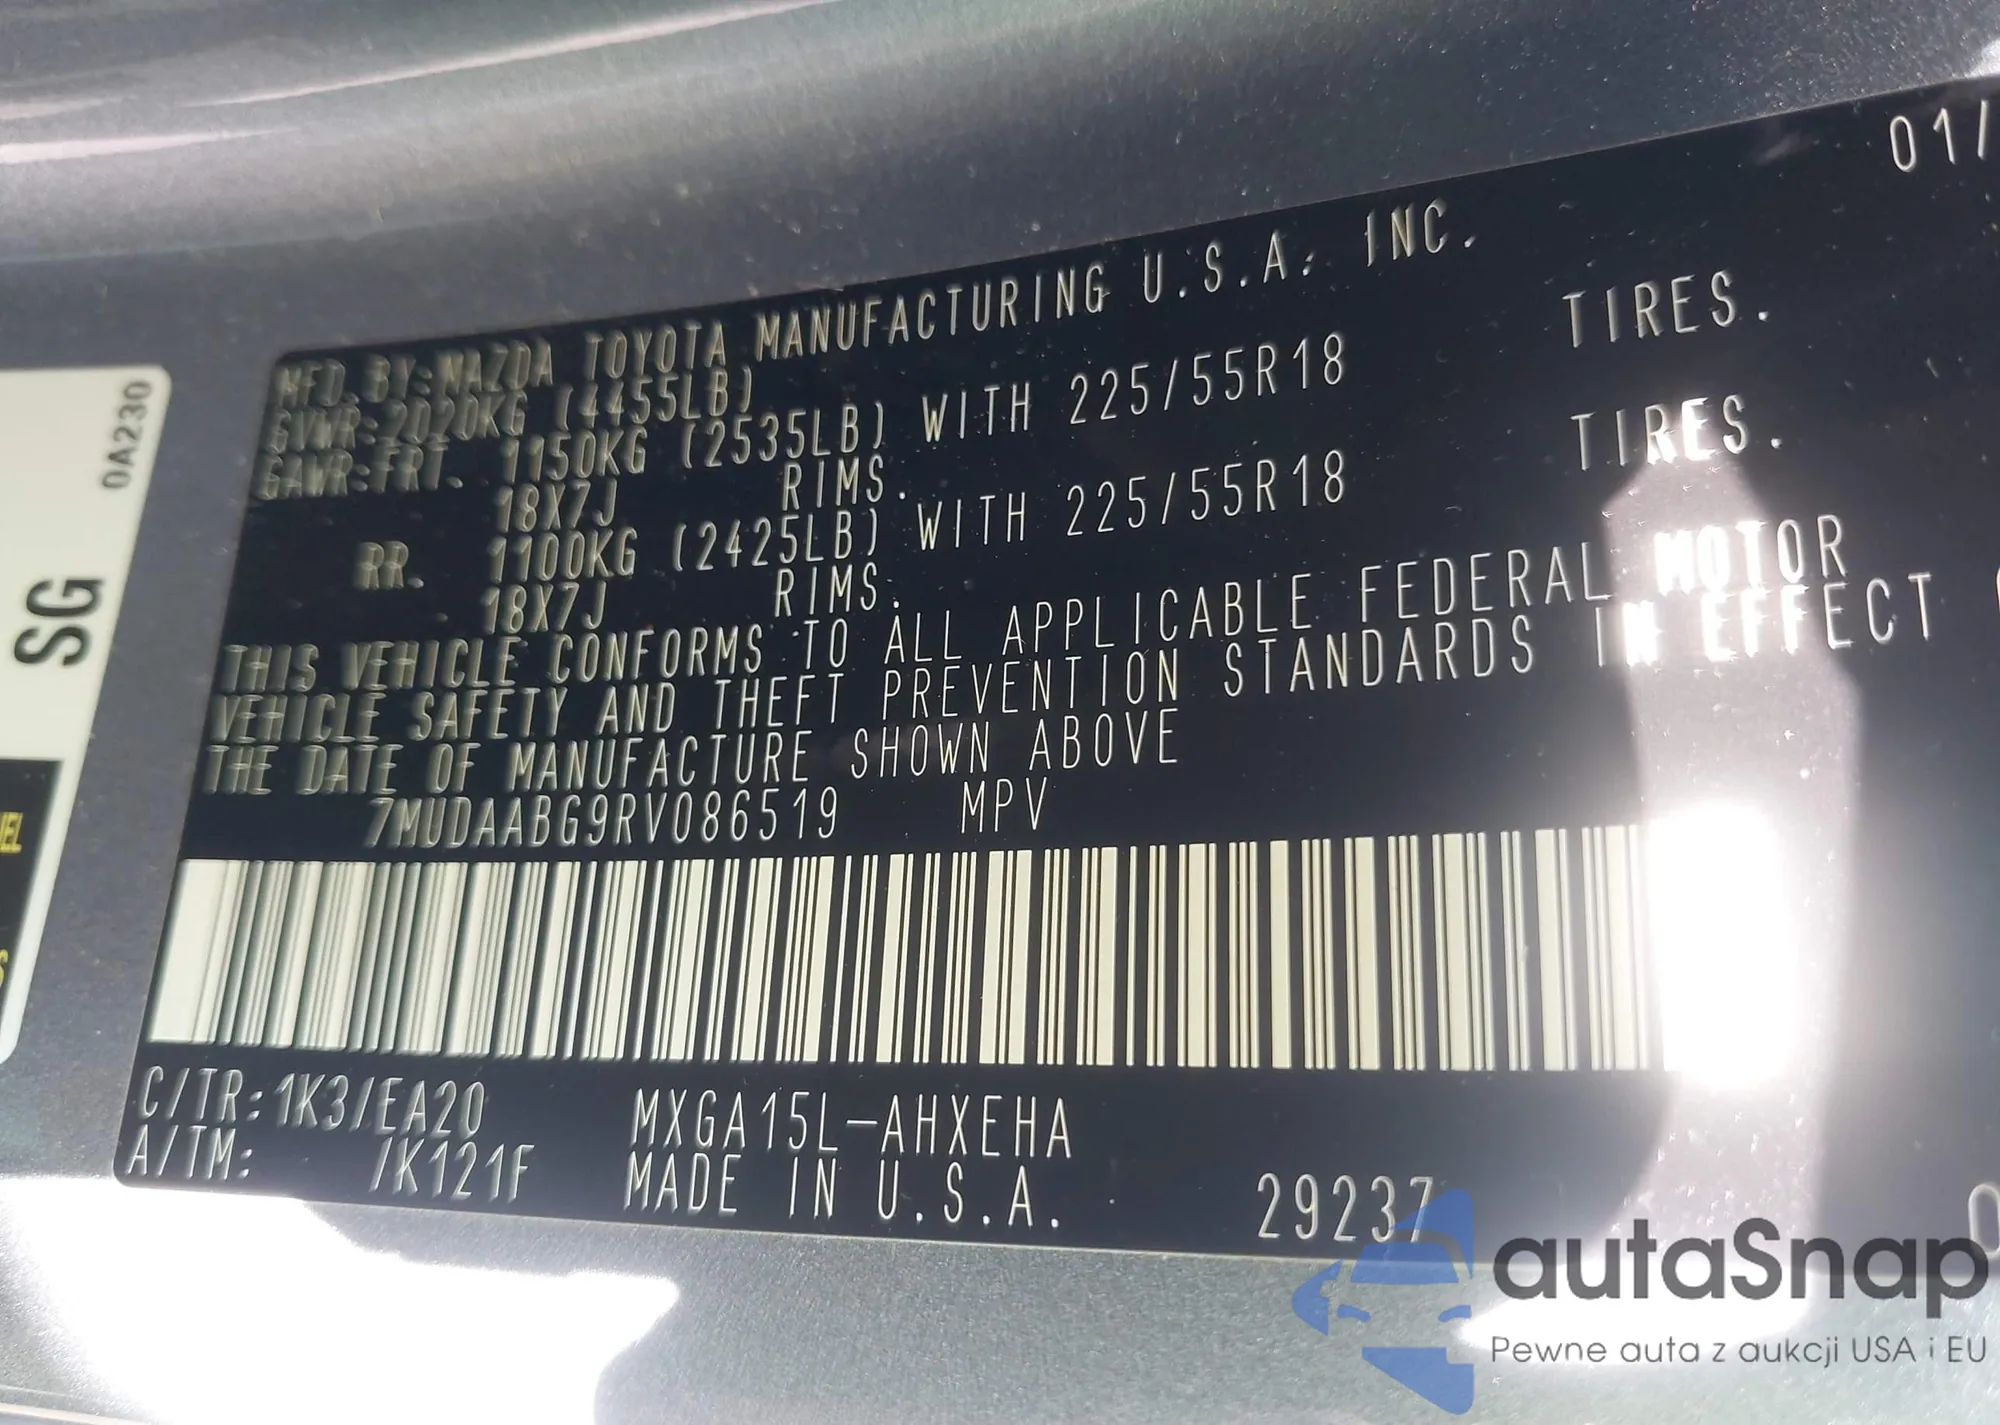 01/
MFD.BY:MAZDA TOYOTA MANUFACTURING U.S.A. INC.
GVWR:2020KG (4455LB)
GAWR:FRT. 1150KG (2535LB) WITH 225/55R18 TIRES.
18X7J RIMS.
RR. 1100KG (2425LB) WITH 225/55R18 TIRES.
18X7J RIMS.
THIS VEHICLE CONFORMS TO ALL APPLICABLE FEDERAL MOTOR
VEHICLE SAFETY AND THEFT PREVENTION STANDARDS IN EFFECT
THE DATE OF MANUFACTURE SHOWN ABOVE
7MUDAABG9RV086519 MPV
C/TR:1K3/EA20 MXGA15L-AHXEHA
A/TM: /K121F MADE IN U.S.A. 29237
0A230
SG
autaSnap
Pewne auta z aukcji USA i EU